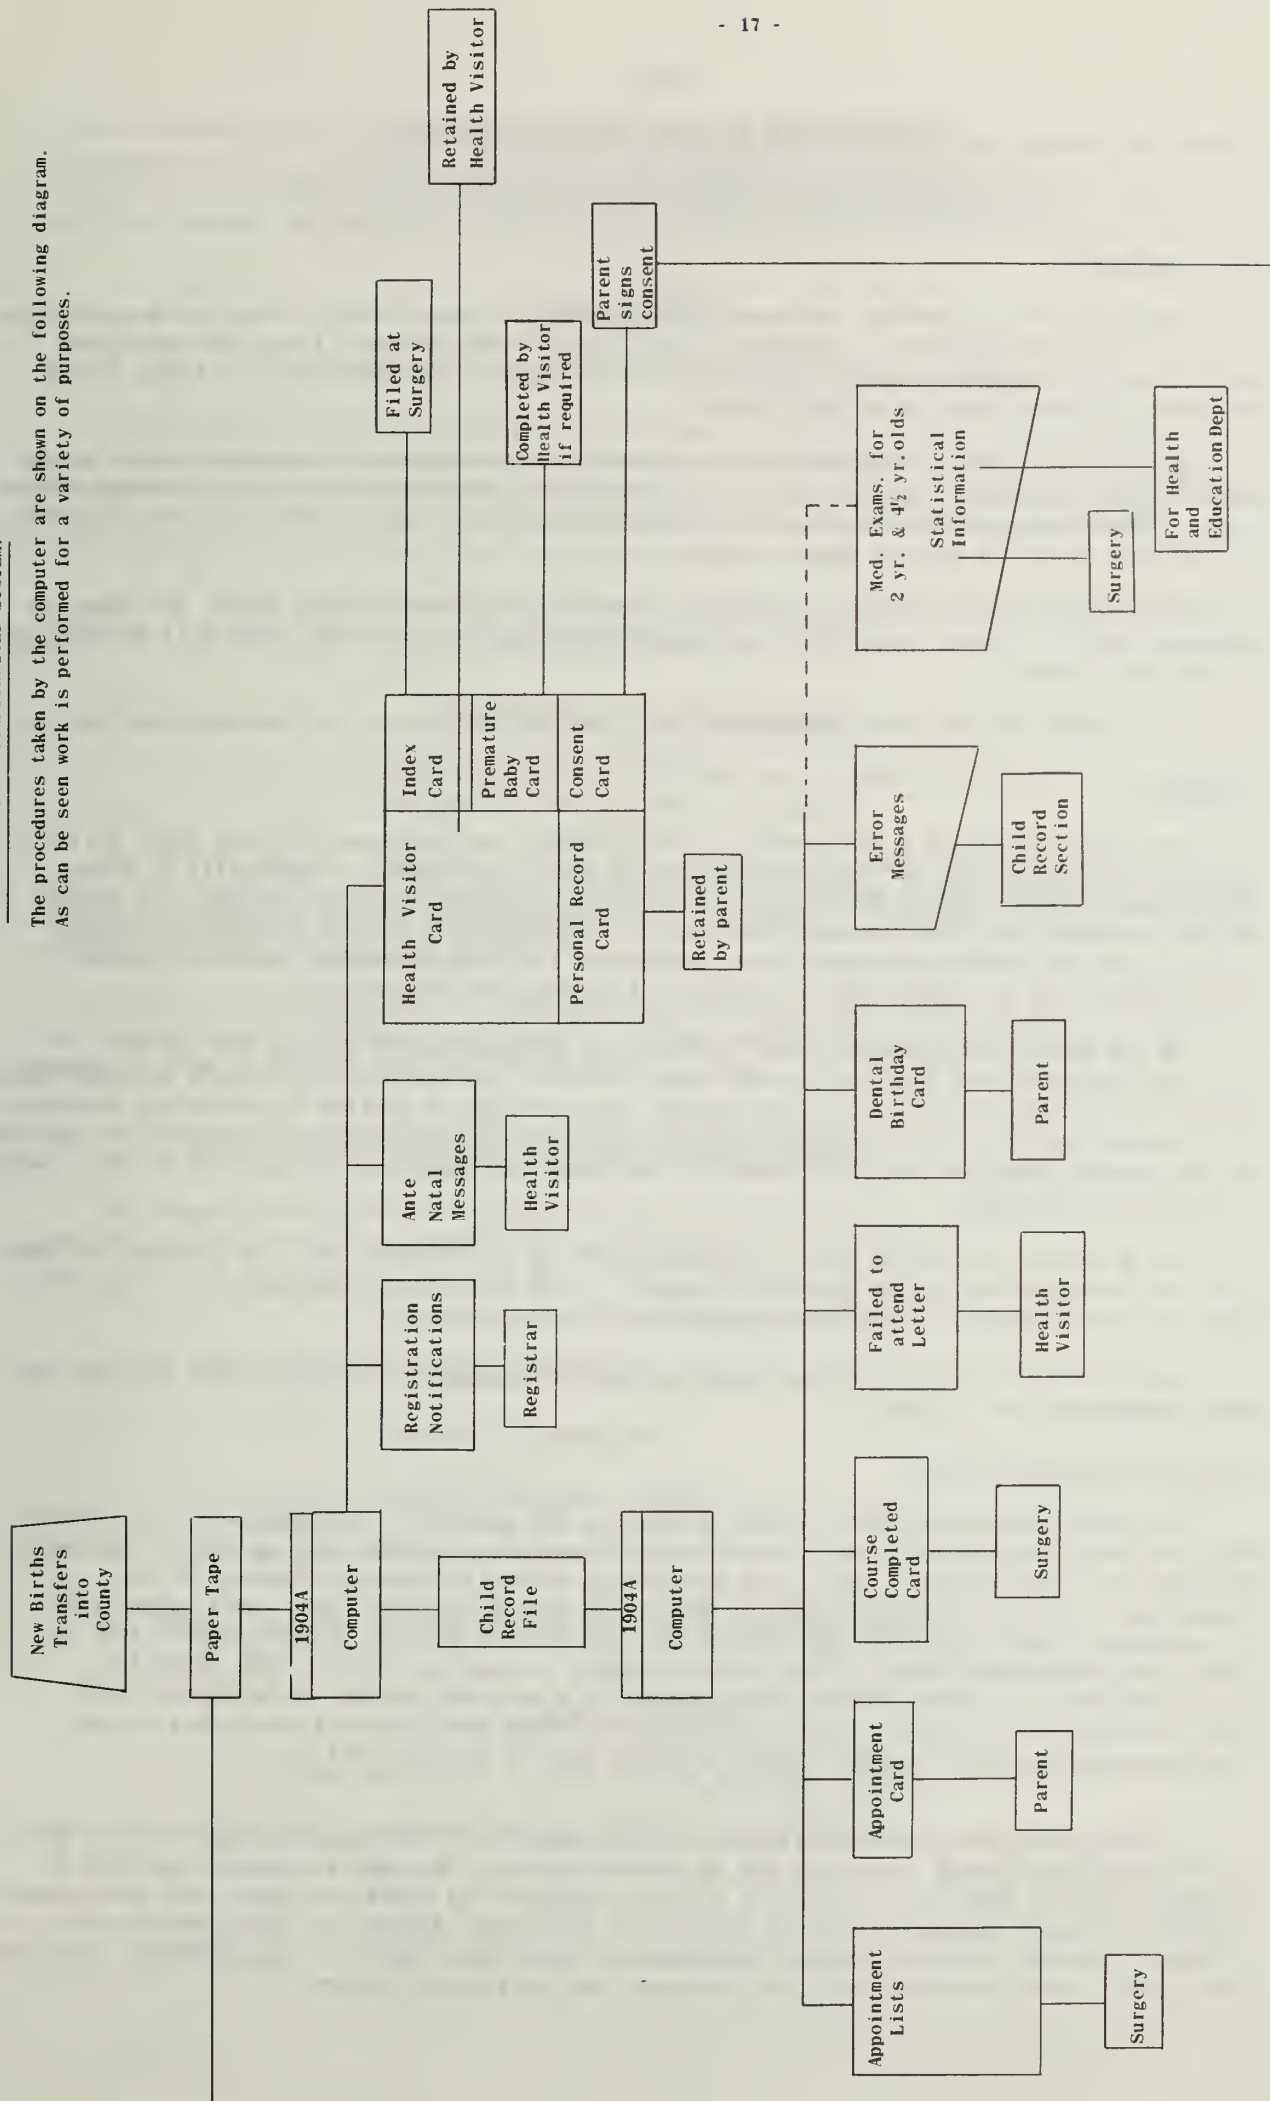 - 17 -
The procedures taken by the computer are shown on the following diagram.
As can be seen work is performed for a variety of purposes.
New Births
Transfers
into
County
Paper Tape
1904A
Computer
Child
Record
File
1904A
Computer
Registration
Notifications
Registrar
Ante
Natal
Messages
Health
Visitor
Health Visitor
Card
Index
Card
Premature
Baby
Card
Personal Record
Card
Consent
Card
Retained
by parent
Filed at
Surgery
Retained by
Health Visitor
Completed by
Health Visitor
if required
Parent
signs
consent
Appointment
Lists
Surgery
Appointment
Card
Parent
Course
Completed
Card
Surgery
Failed to
attend
Letter
Health
Visitor
Dental
Birthday
Card
Parent
Error
Messages
Child
Record
Section
Med. Exams. for
2 yr. & 4½ yr.olds
Statistical
Information
Surgery
For Health
and
Education Dept